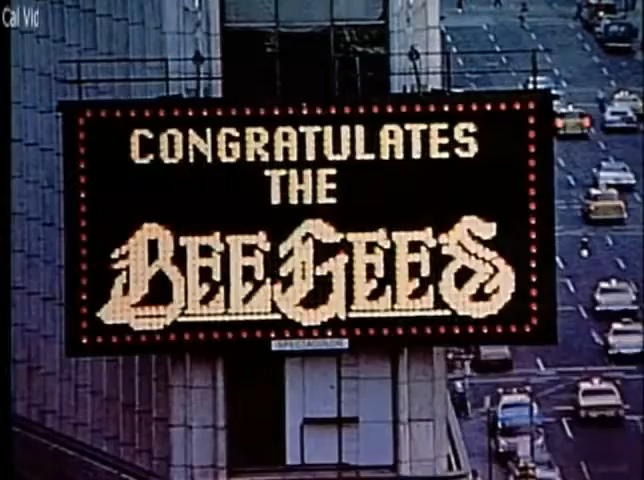 Cal Vid
CONGRATULATES
THE
BEE GEES
SPECTACOLOR